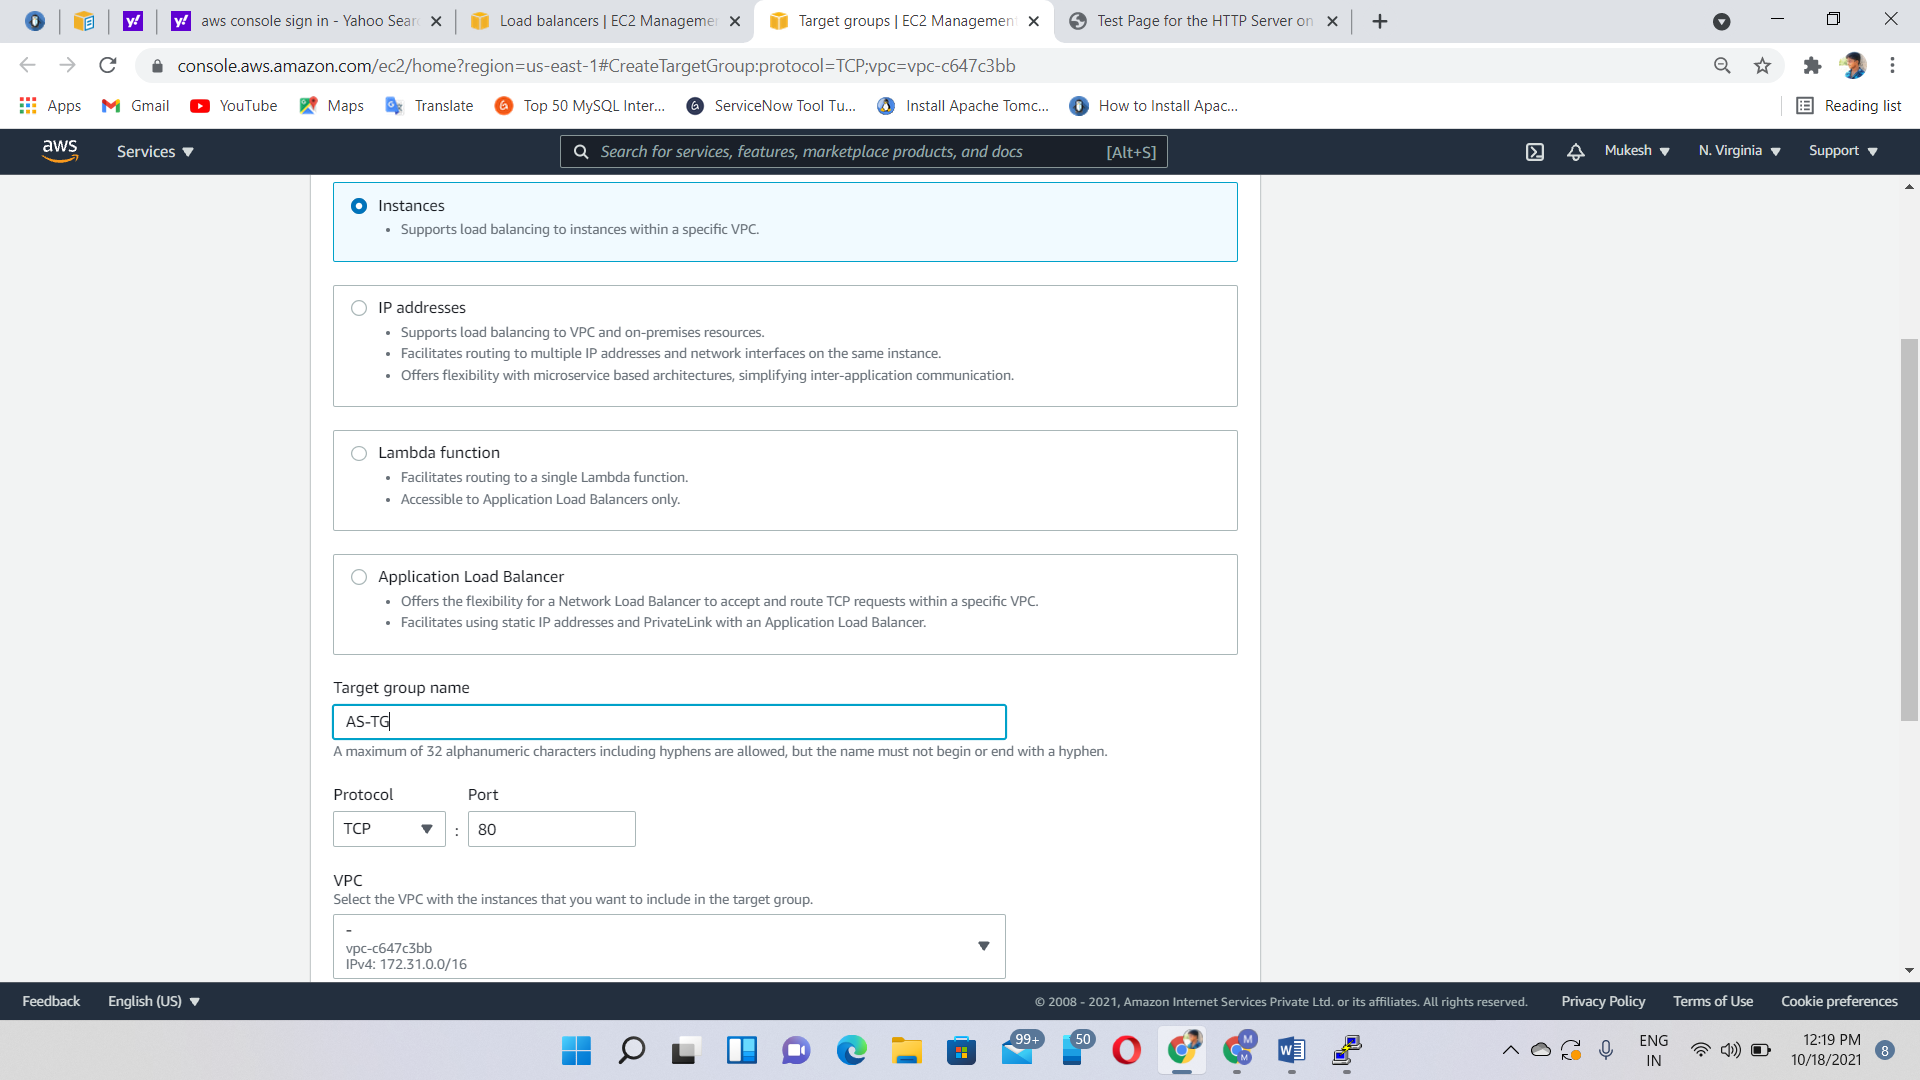 aws console sign in - Yahoo Sear
Load balancers | EC2 Managemen
Target groups | EC2 Management
Test Page for the HTTP Server on
console.aws.amazon.com/ec2/home?region=us-east-1#CreateTargetGroup:protocol=TCP;vpc=vpc-c647c3bb
Apps
Gmail
YouTube
Maps
Translate
Top 50 MySQL Inter...
ServiceNow Tool Tu...
Install Apache Tomc...
How to Install Apac...
Reading list
aws
Services
Search for services, features, marketplace products, and docs
[Alt+S]
Mukesh
N. Virginia
Support
Instances
• Supports load balancing to instances within a specific VPC.
IP addresses
• Supports load balancing to VPC and on-premises resources.
• Facilitates routing to multiple IP addresses and network interfaces on the same instance.
• Offers flexibility with microservice based architectures, simplifying inter-application communication.
Lambda function
• Facilitates routing to a single Lambda function.
• Accessible to Application Load Balancers only.
Application Load Balancer
• Offers the flexibility for a Network Load Balancer to accept and route TCP requests within a specific VPC.
• Facilitates using static IP addresses and PrivateLink with an Application Load Balancer.
Target group name
AS-TG
A maximum of 32 alphanumeric characters including hyphens are allowed, but the name must not begin or end with a hyphen.
Protocol
Port
TCP
:
80
VPC
Select the VPC with the instances that you want to include in the target group.
-
vpc-c647c3bb
IPv4: 172.31.0.0/16
Feedback
English (US)
© 2008 - 2021, Amazon Internet Services Private Ltd. or its affiliates. All rights reserved.
Privacy Policy
Terms of Use
Cookie preferences
99+
50
M
M
ENG
IN
12:19 PM
10/18/2021
8